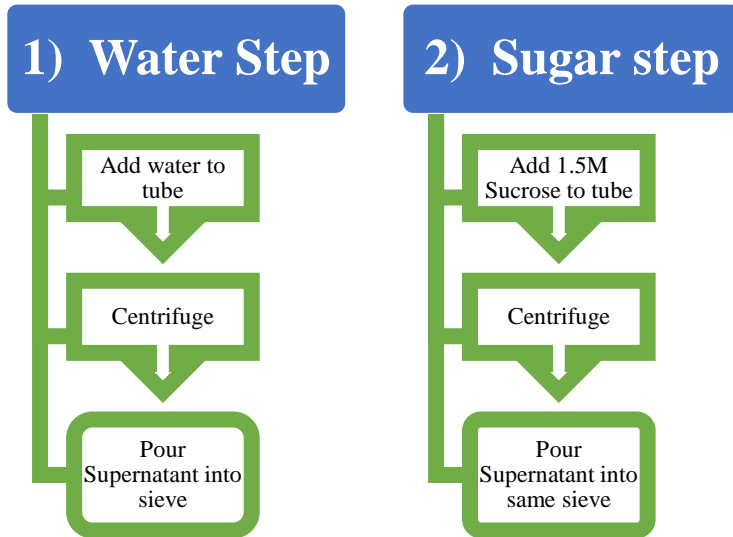 1) Water Step
Add water to
tube
Centrifuge
Pour
Supernatant into
sieve
2) Sugar step
Add 1.5M
Sucrose to tube
Centrifuge
Pour
Supernatant into
same sieve